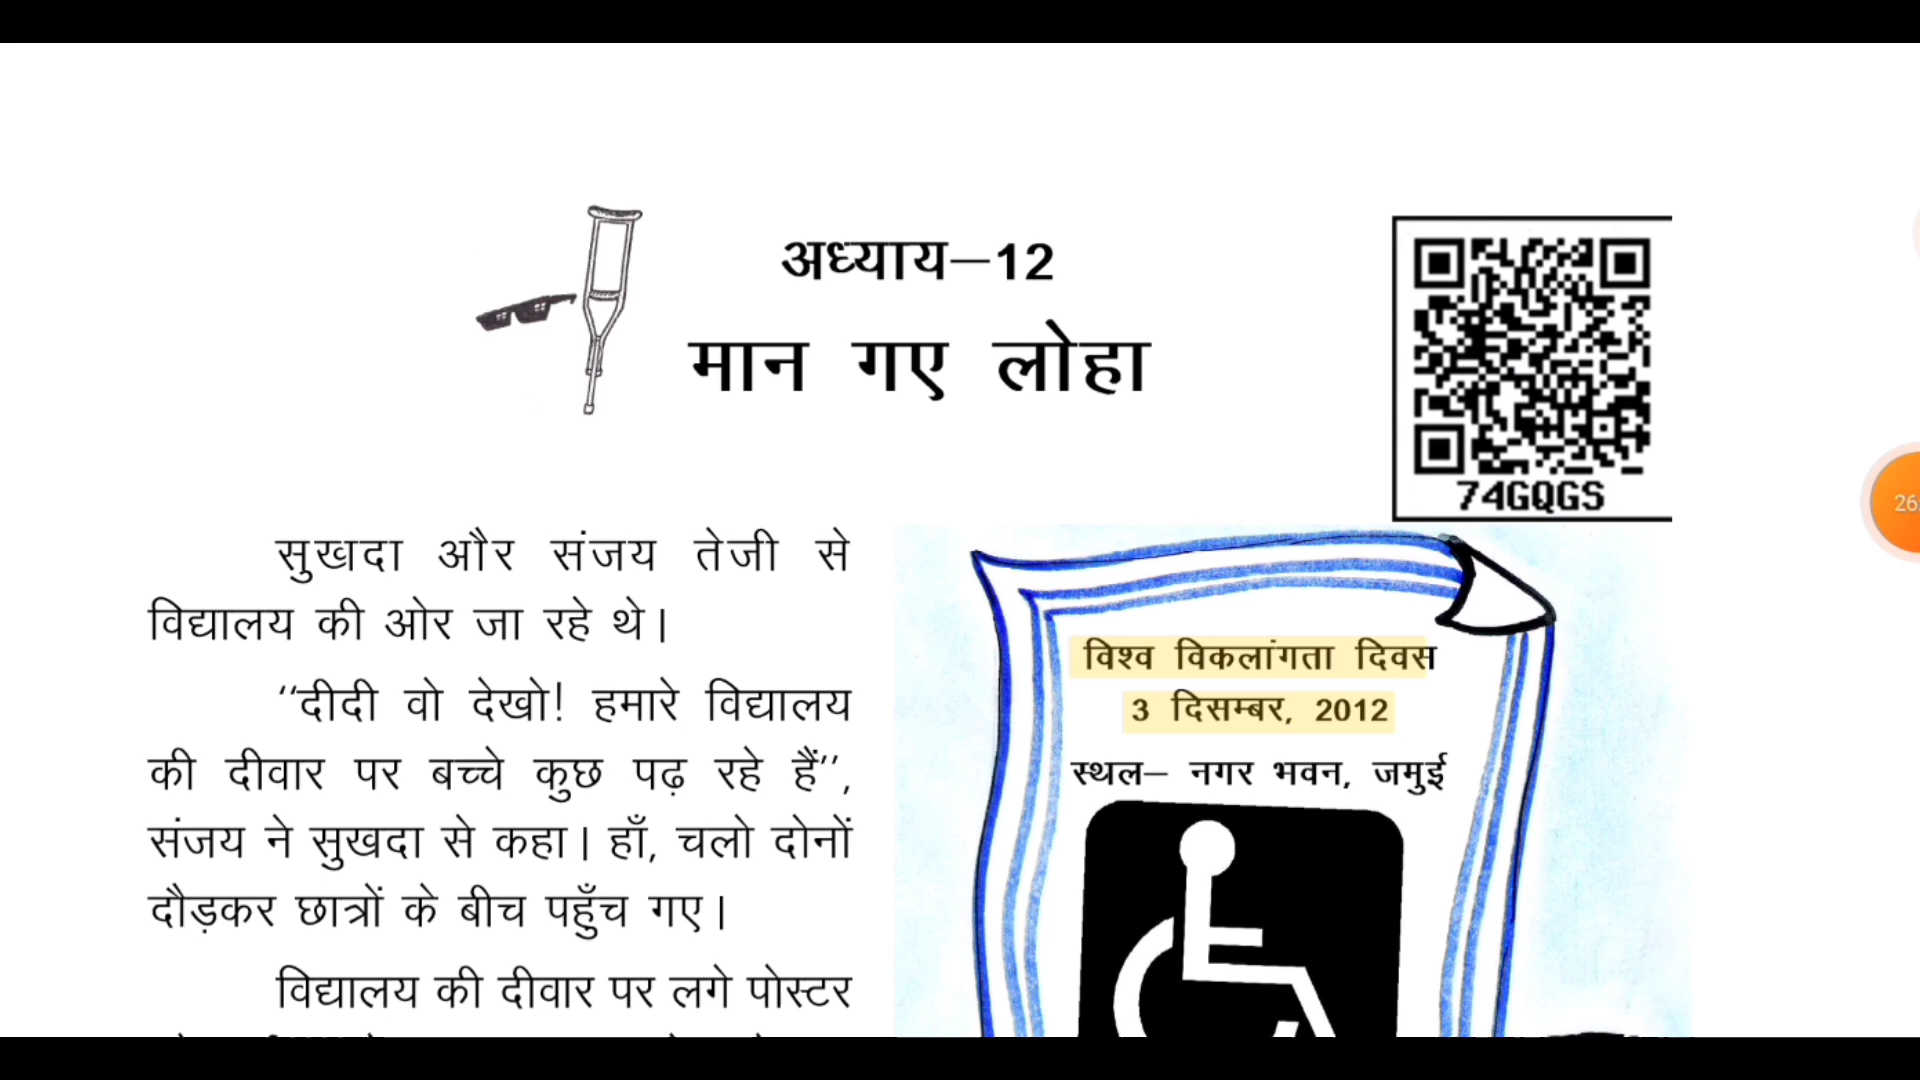 अध्याय–12
मान गए लोहा
74GQGS
सुखदा और संजय तेजी से
विद्यालय की ओर जा रहे थे।
‘‘दीदी वो देखो! हमारे विद्यालय
की दीवार पर बच्चे कुछ पढ़ रहे हैं’’,
संजय ने सुखदा से कहा। हाँ, चलो दोनों
दौड़कर छात्रों के बीच पहुँच गए।
विद्यालय की दीवार पर लगे पोस्टर
विश्व विकलांगता दिवस
3 दिसम्बर, 2012
स्थल– नगर भवन, जमुई
26